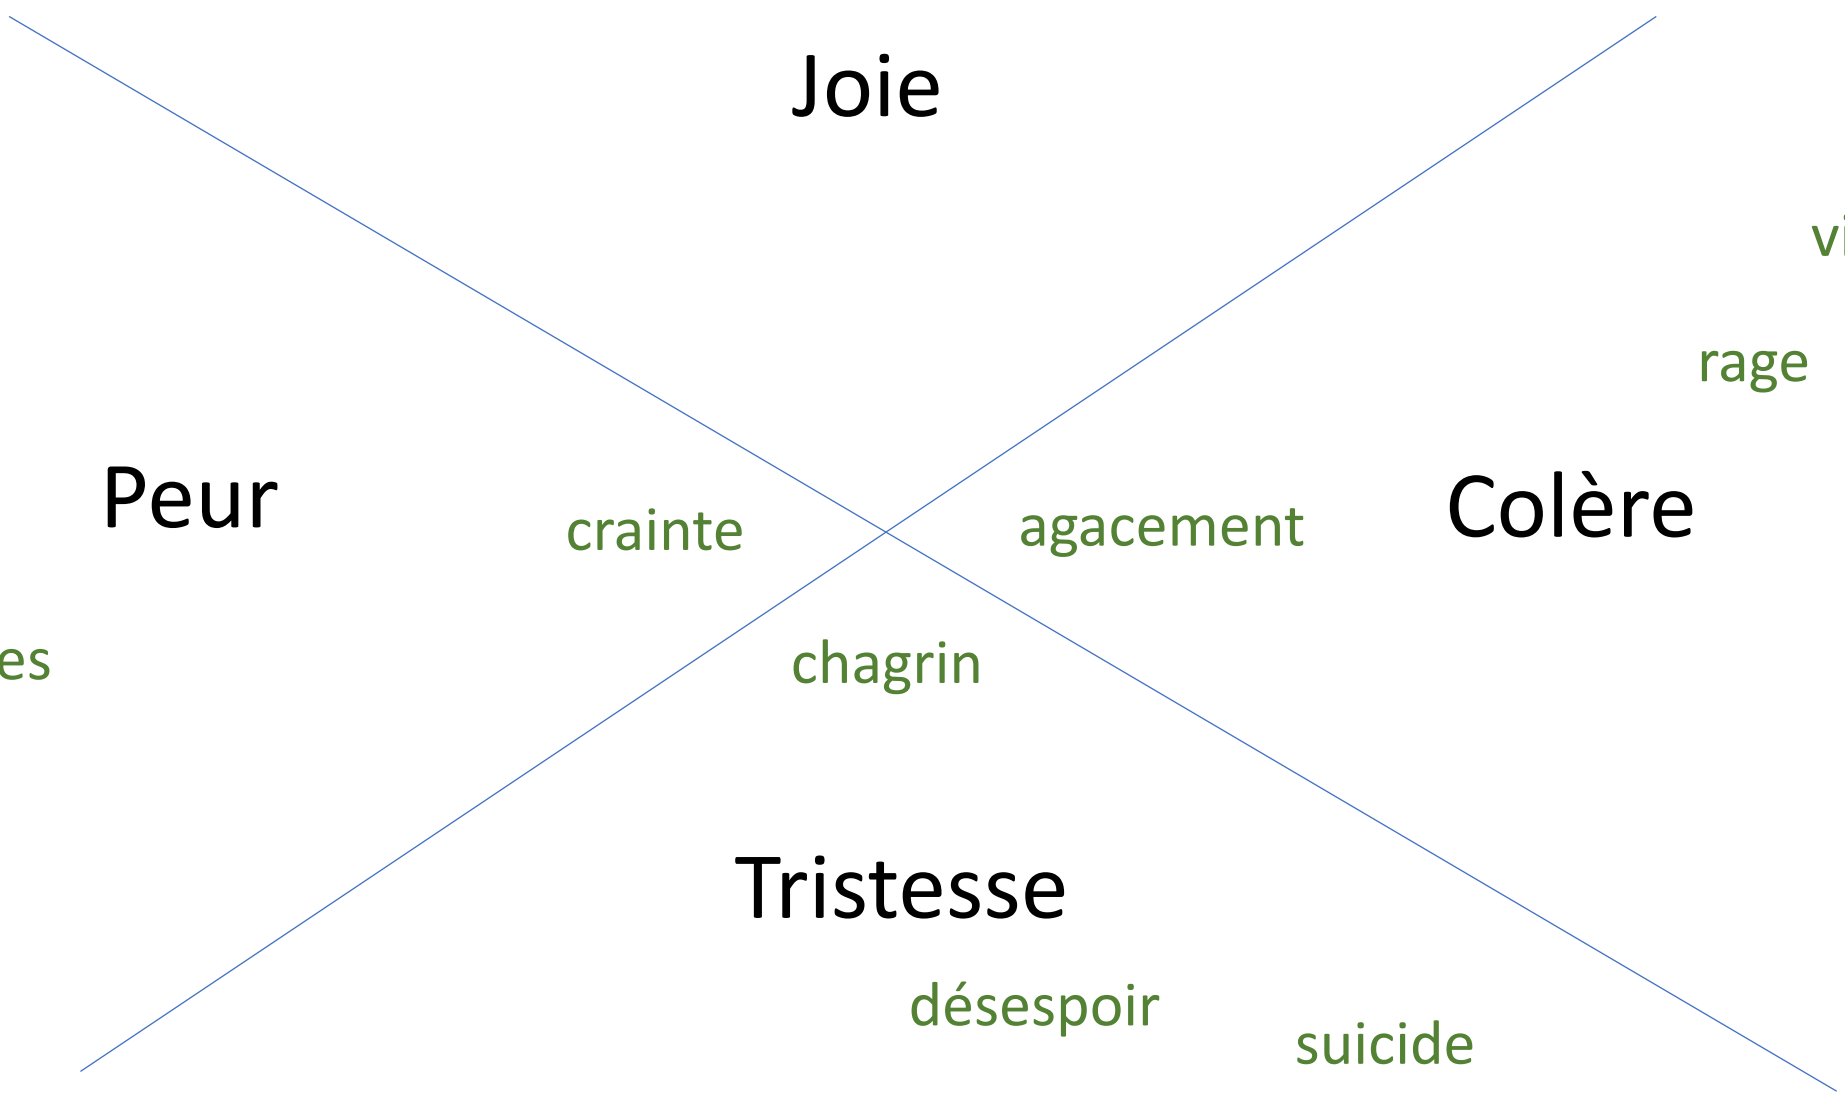 Joie
rage
Peur
crainte
agacement
Colère
chagrin
Tristesse
désespoir
suicide